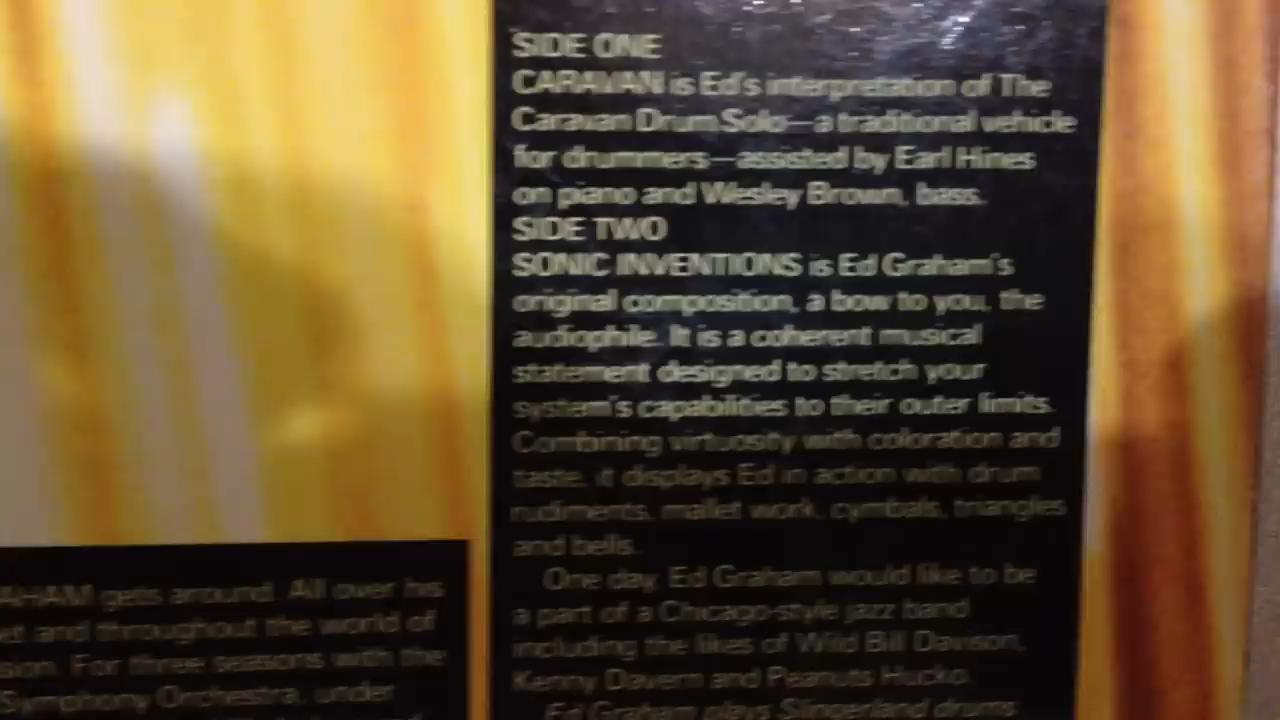 SIDE ONE
CARAVAN is Ed's interpretation of The
Caravan Drum Solo—a traditional vehicle
for drummers—assisted by Earl Hines
on piano and Wesley Brown, bass.
SIDE TWO
SONIC INVENTIONS is Ed Graham's
original composition, a bow to you, the
audiophile. It is a coherent musical
statement designed to stretch your
system's capabilities to their outer limits.
Combining virtuosity with coloration and
taste, it displays Ed in action with drum
rudiments, mallet work, cymbals, triangles
and bells.
One day, Ed Graham would like to be
a part of a Chicago-style jazz band
including the likes of Wild Bill Davison,
Kenny Davern and Peanuts Hucko.
Ed Graham plays Slingerland drums
AHAM gets around. All over his
and throughout the world of
For three seasons with the
Symphony Orchestra, under